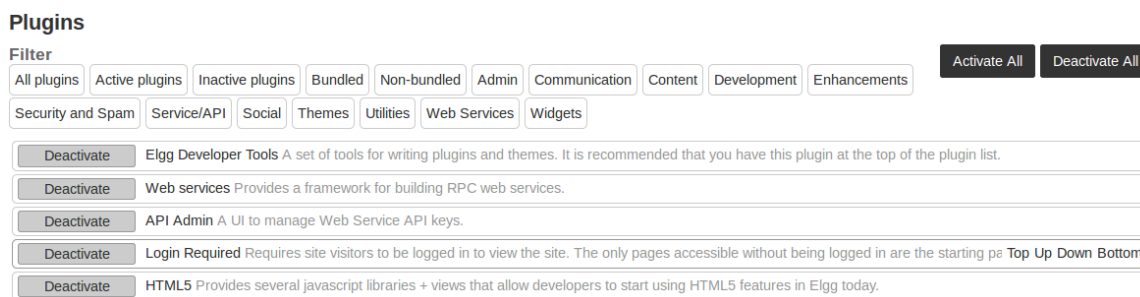 Plugins
Filter
Activate All Deactivate All
All plugins Active plugins Inactive plugins Bundled Non-bundled Admin Communication Content Development Enhancements
Security and Spam Service/API Social Themes Utilities Web Services Widgets
Deactivate Elgg Developer Tools A set of tools for writing plugins and themes. It is recommended that you have this plugin at the top of the plugin list.
Deactivate Web services Provides a framework for building RPC web services.
Deactivate API Admin A UI to manage Web Service API keys.
Deactivate Login Required Requires site visitors to be logged in to view the site. The only pages accessible without being logged in are the starting pa Top Up Down Bottom
Deactivate HTML5 Provides several javascript libraries + views that allow developers to start using HTML5 features in Elgg today.